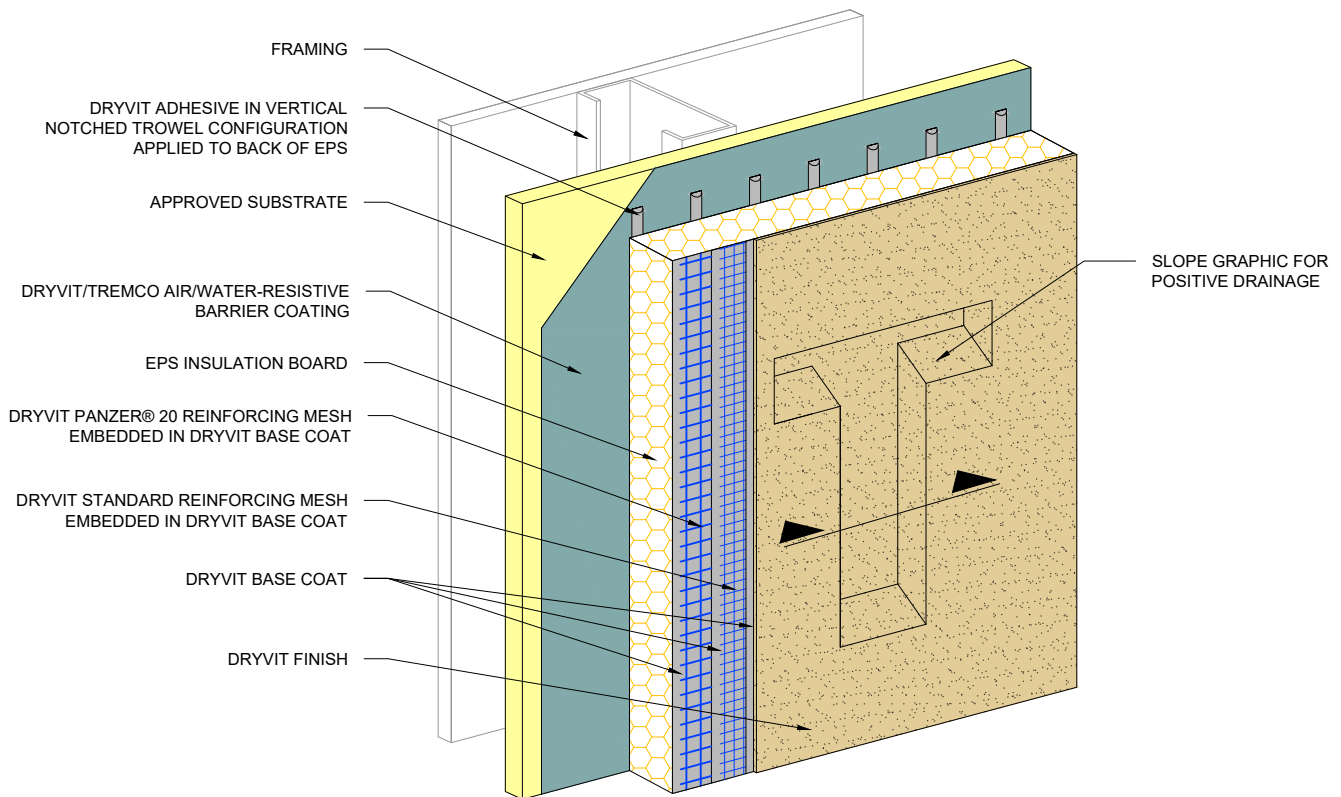 FRAMING
DRYVIT ADHESIVE IN VERTICAL
NOTCHED TROWEL CONFIGURATION
APPLIED TO BACK OF EPS
APPROVED SUBSTRATE
DRYVIT/TREMCO AIR/WATER-RESISTIVE
BARRIER COATING
EPS INSULATION BOARD
DRYVIT PANZER® 20 REINFORCING MESH
EMBEDDED IN DRYVIT BASE COAT
DRYVIT STANDARD REINFORCING MESH
EMBEDDED IN DRYVIT BASE COAT
DRYVIT BASE COAT
DRYVIT FINISH
SLOPE GRAPHIC FOR
POSITIVE DRAINAGE